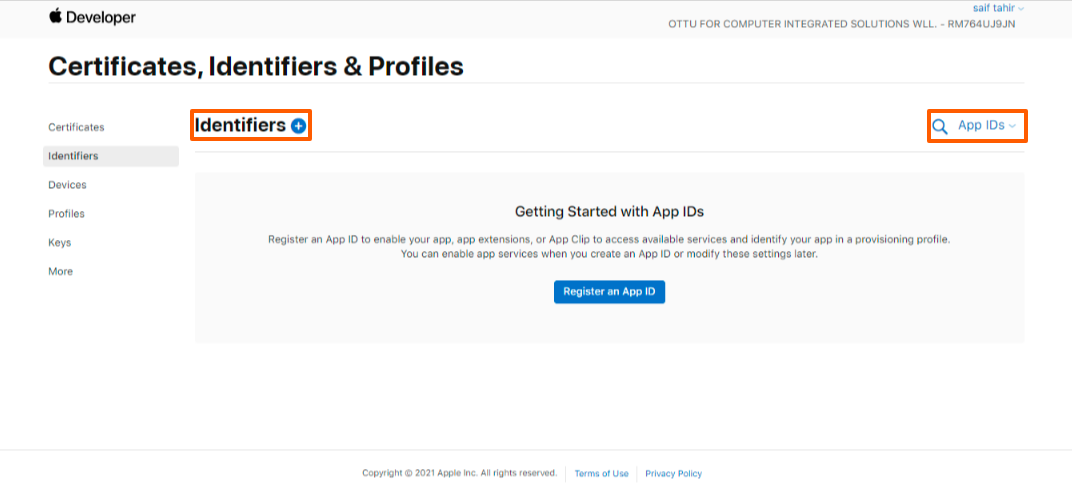 Developer
saif tahir
OTTU FOR COMPUTER INTEGRATED SOLUTIONS WLL. - RM764UJ9JN
Certificates, Identifiers & Profiles
Certificates
Identifiers
Devices
Profiles
Keys
More
Identifiers
App IDs
Getting Started with App IDs
Register an App ID to enable your app, app extensions, or App Clip to access available services and identify your app in a provisioning profile.
You can enable app services when you create an App ID or modify these settings later.
Register an App ID
Copyright © 2021 Apple Inc. All rights reserved.
Terms of Use
Privacy Policy